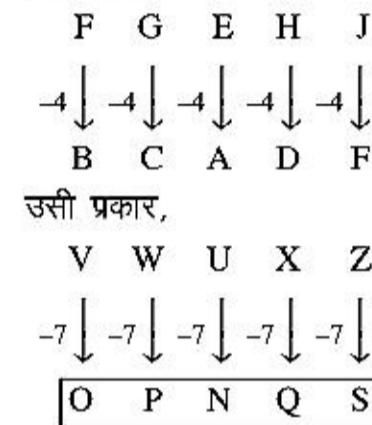 F G E H J
–4 –4 –4 –4 –4
B C A D F
उसी प्रकार,
V W U X Z
–7 –7 –7 –7 –7
O P N Q S